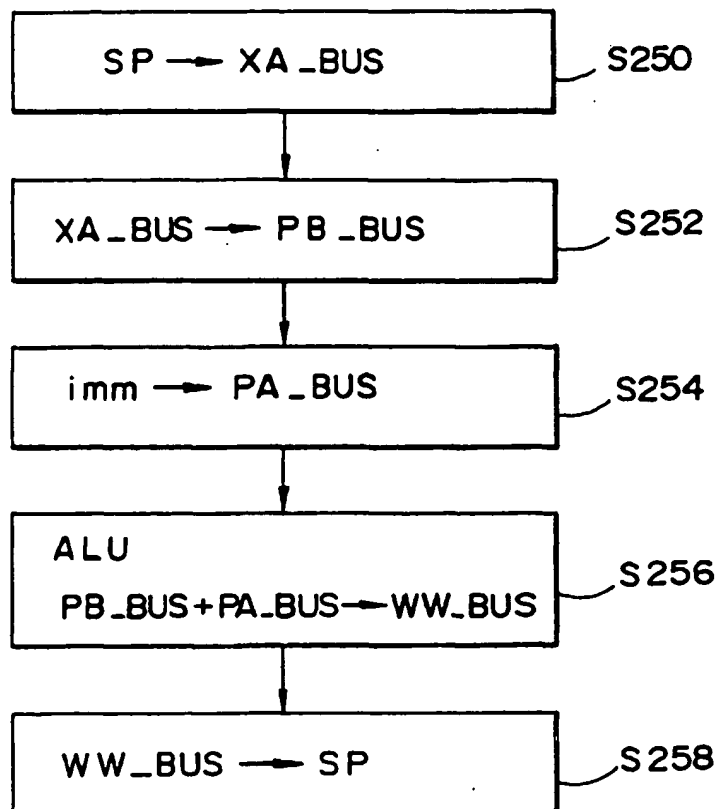 SP → XA_BUS
S250
XA_BUS → PB_BUS
S252
imm → PA_BUS
S254
ALU
PB_BUS+PA_BUS→WW_BUS
S256
WW_BUS → SP
S258